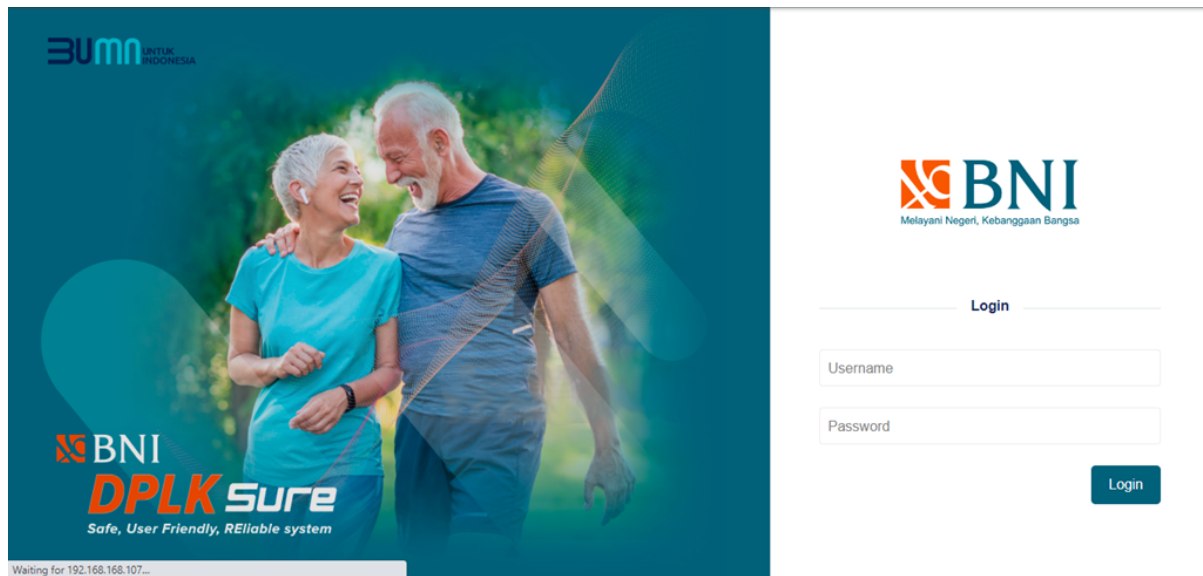 BUMN UNTUK
INDONESIA
BNI
DPLK Sure
Safe, User Friendly, REliable system
Waiting for 192.168.168.107...
BNI
Melayani Negeri, Kebanggaan Bangsa
Login
Username
Password
Login